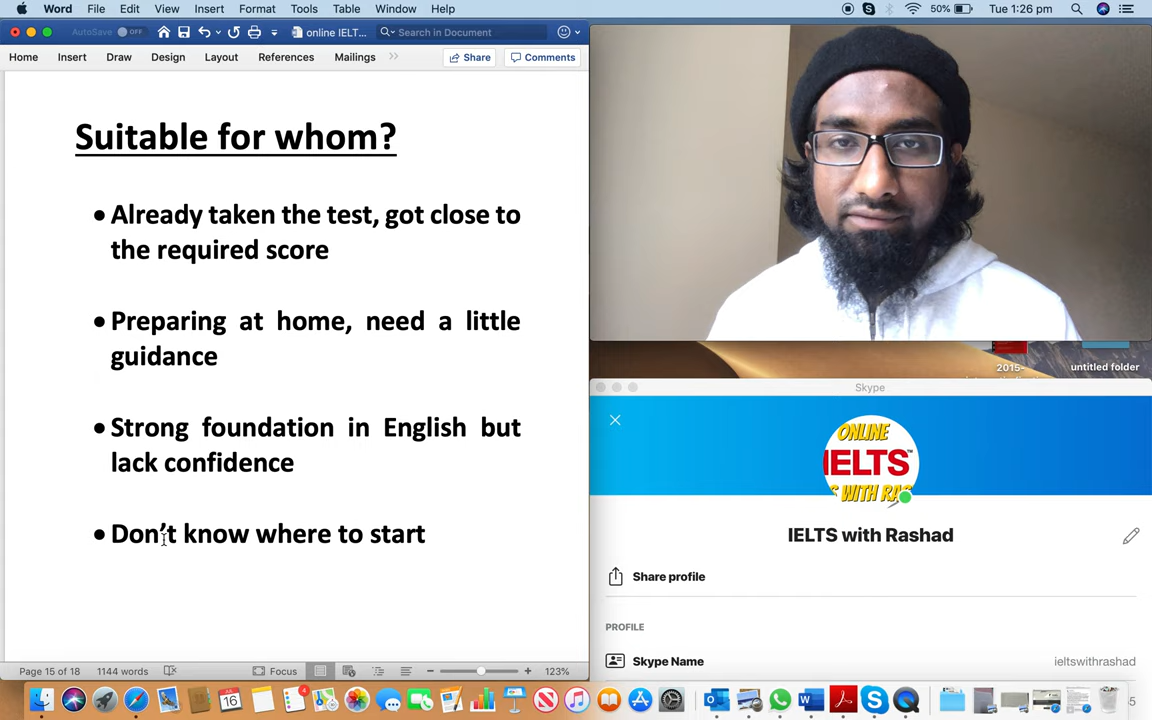 Word File Edit View Insert Format Tools Table Window Help
50% Tue 1:26 pm
AutoSave OFF online IELT... Search in Document
Home Insert Draw Design Layout References Mailings Share Comments
Suitable for whom?
• Already taken the test, got close to
the required score
• Preparing at home, need a little
guidance
• Strong foundation in English but
lack confidence
• Don't know where to start
Page 15 of 18 1144 words Focus 123%
2015-
untitled folder
Skype
ONLINE
IELTS™
IELTS with Rashad
Share profile
PROFILE
Skype Name ieltswithrashad